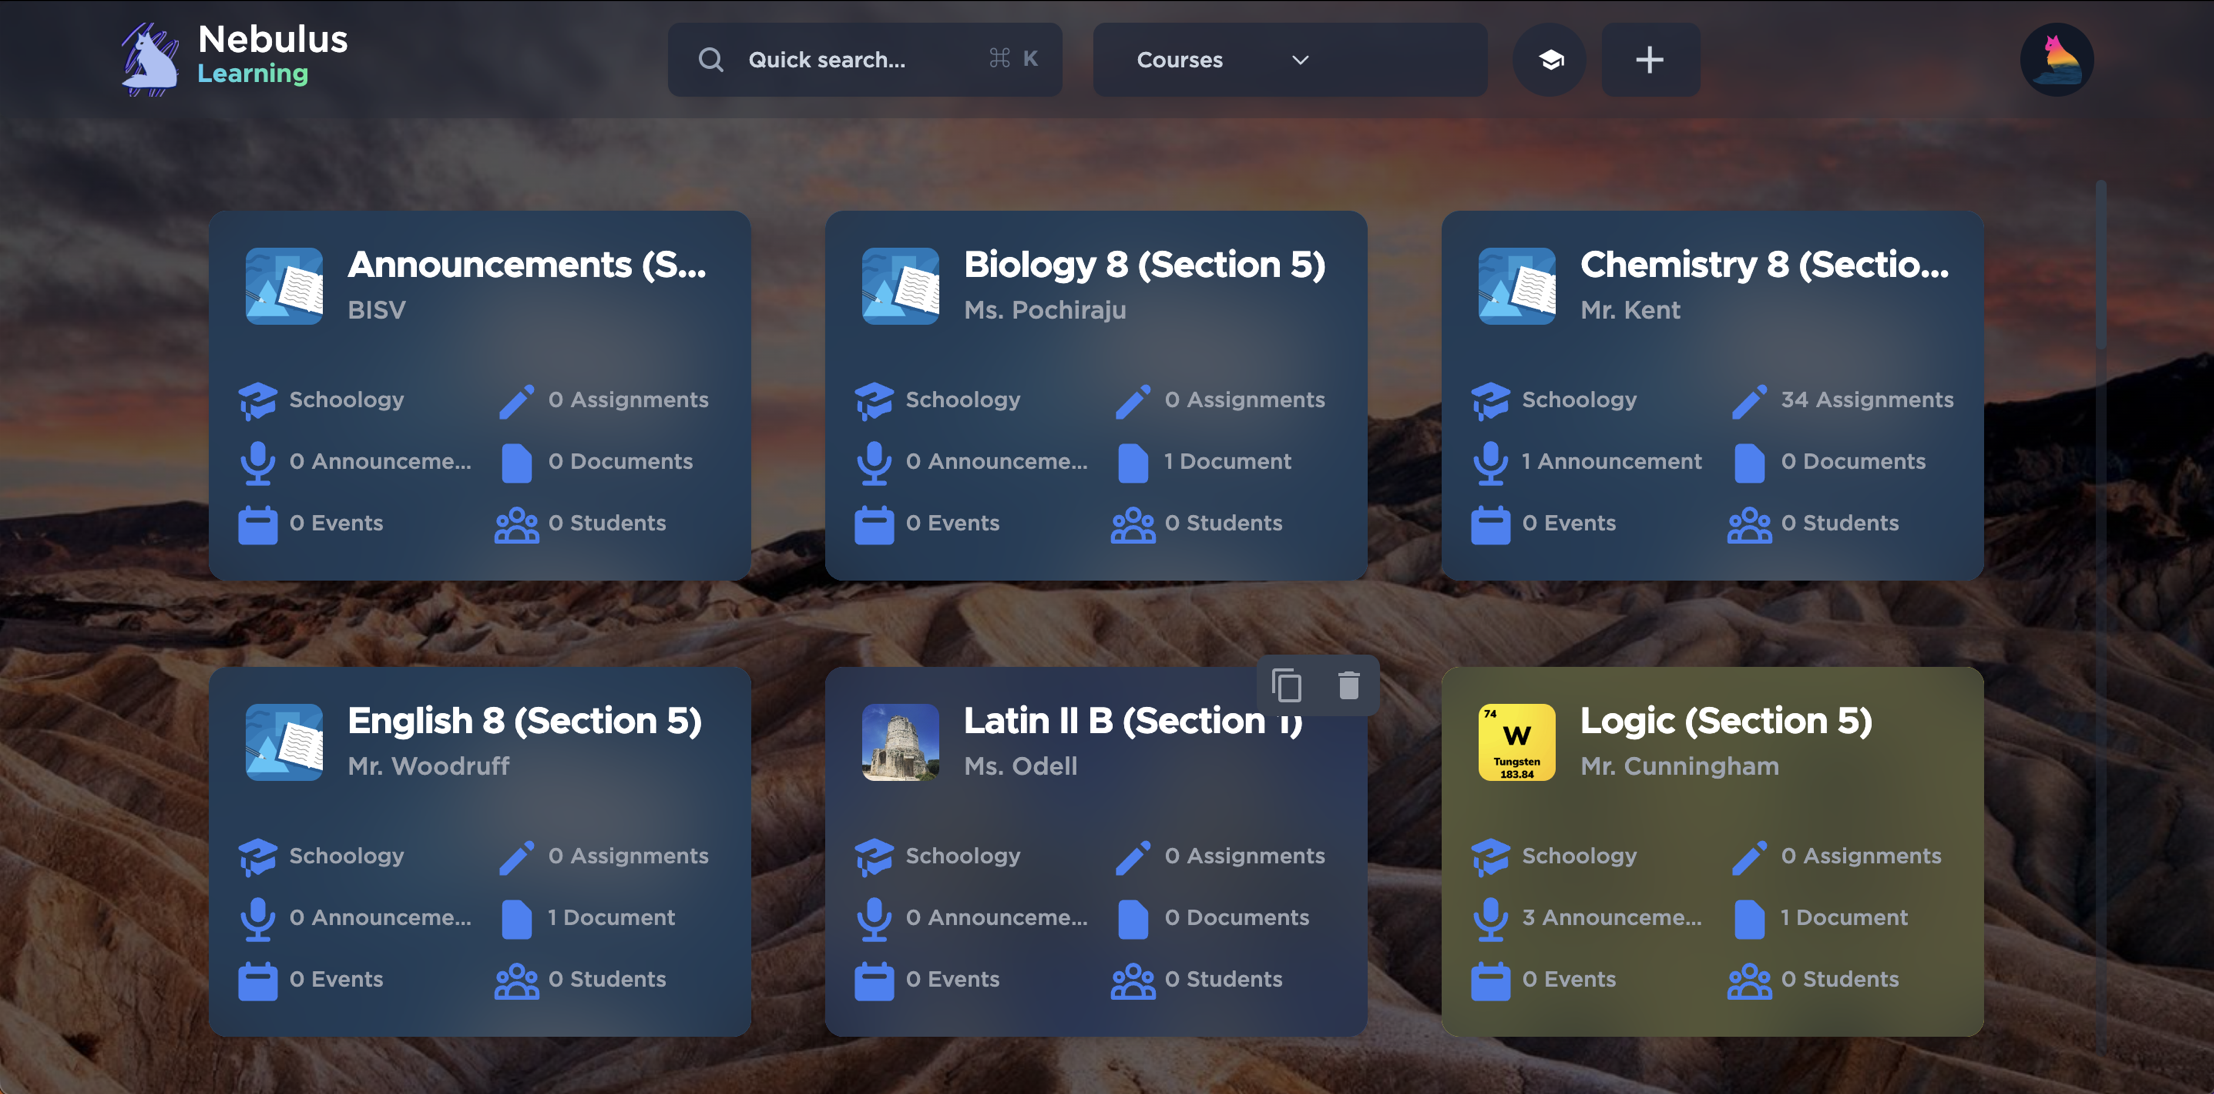 Nebulus
Learning
Quick search... ⌘ K
Courses
Announcements (S...
BISV
Schoology
0 Assignments
0 Announceme...
0 Documents
0 Events
0 Students
Biology 8 (Section 5)
Ms. Pochiraju
Schoology
0 Assignments
0 Announceme...
1 Document
0 Events
0 Students
Chemistry 8 (Sectio...
Mr. Kent
Schoology
34 Assignments
1 Announcement
0 Documents
0 Events
0 Students
English 8 (Section 5)
Mr. Woodruff
Schoology
0 Assignments
0 Announceme...
1 Document
0 Events
0 Students
Latin II B (Section 1)
Ms. Odell
Schoology
0 Assignments
0 Announceme...
0 Documents
0 Events
0 Students
74
W
Tungsten
183.84
Logic (Section 5)
Mr. Cunningham
Schoology
0 Assignments
3 Announceme...
1 Document
0 Events
0 Students